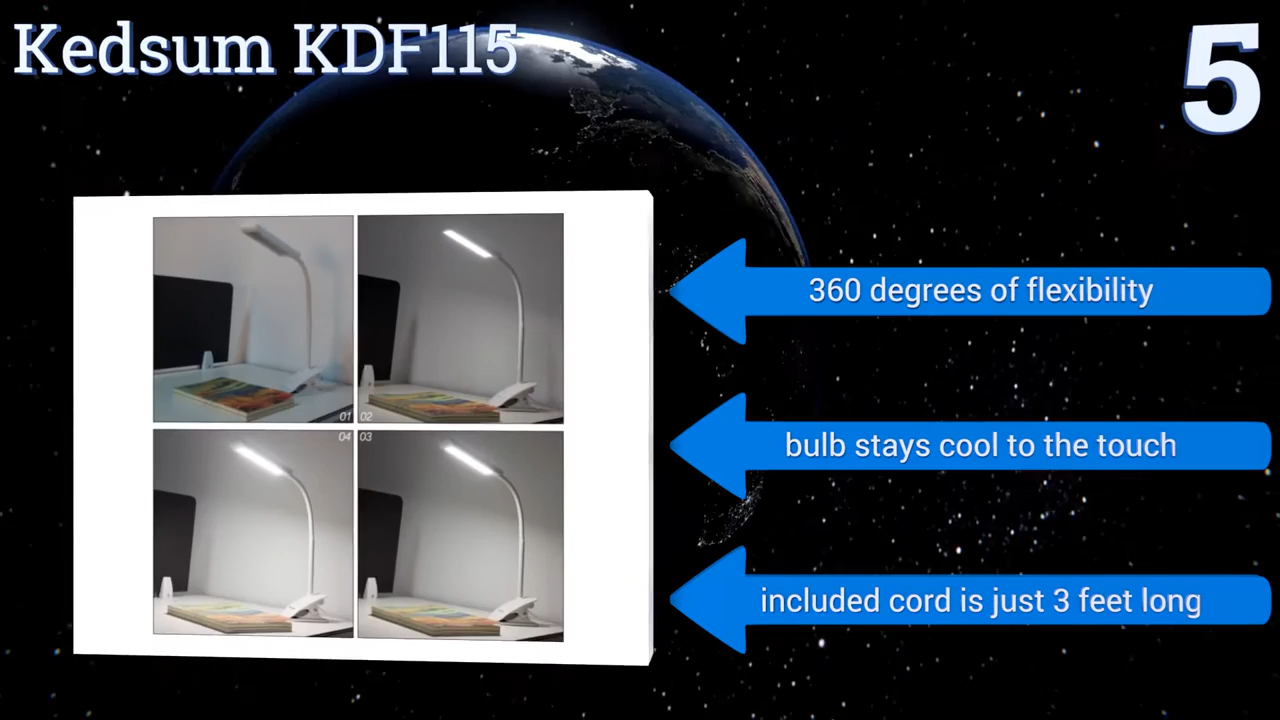 Kedsum KDF115
5
01
02
04
03
360 degrees of flexibility
bulb stays cool to the touch
included cord is just 3 feet long